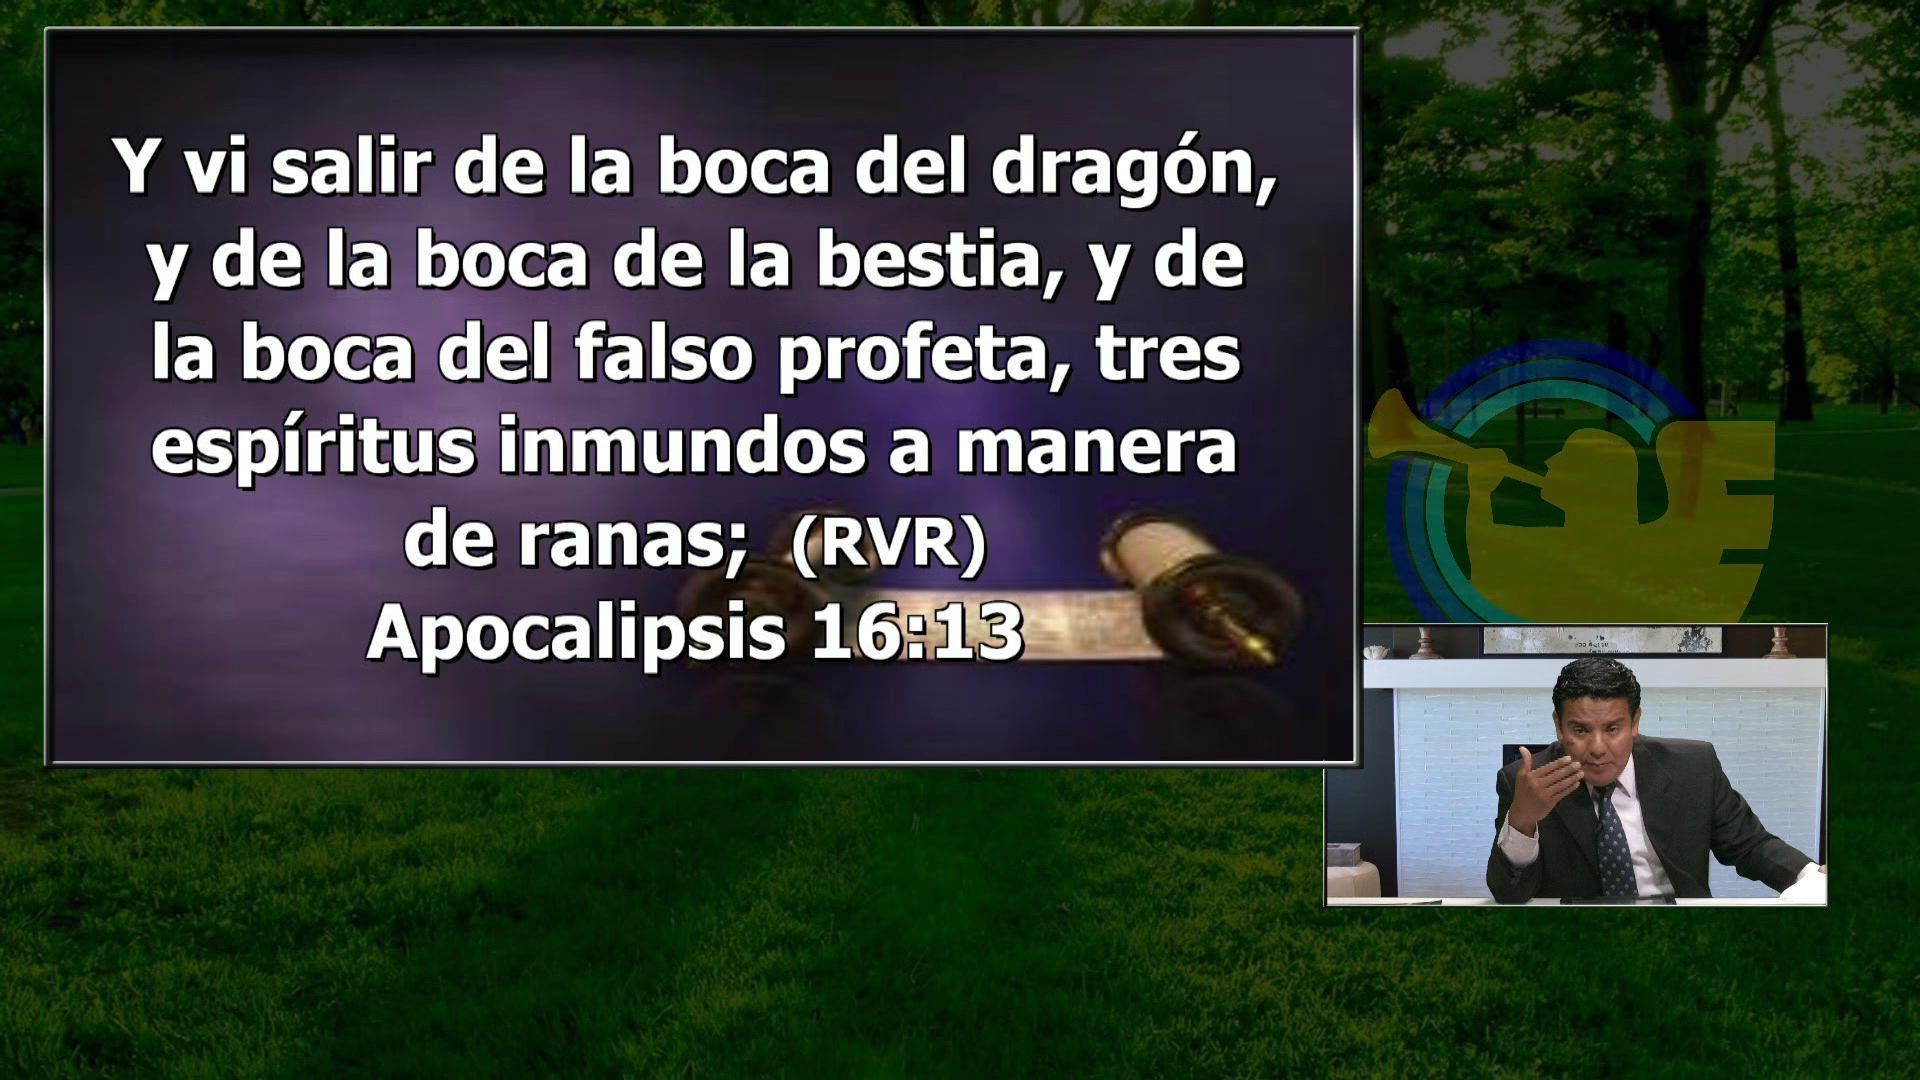 Y vi salir de la boca del dragón,
y de la boca de la bestia, y de
la boca del falso profeta, tres
espíritus inmundos a manera
de ranas; (RVR)
Apocalipsis 16:13